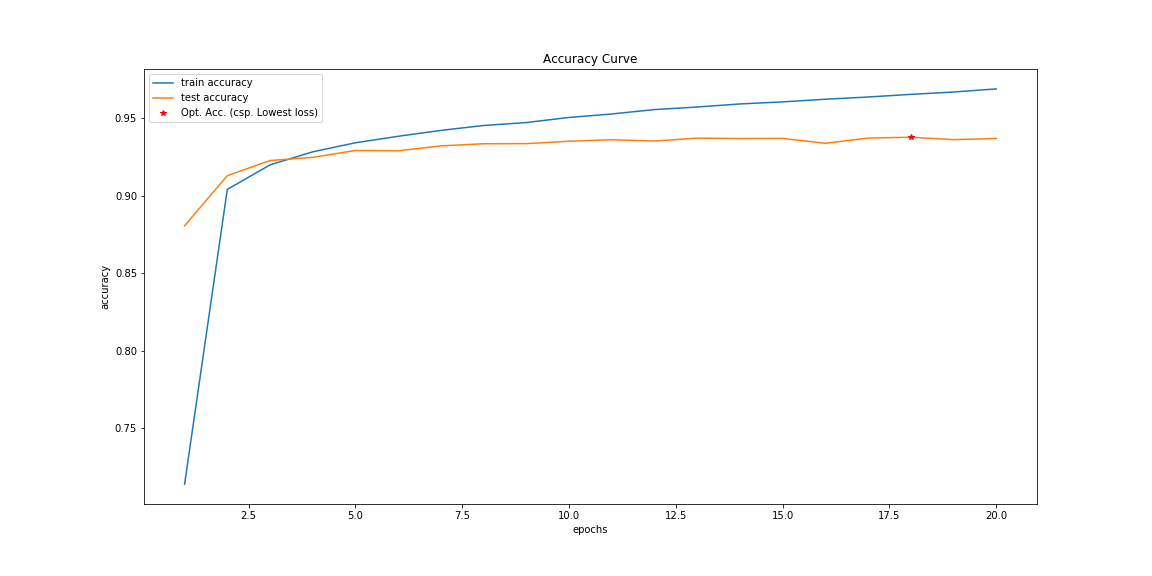 Accuracy Curve
train accuracy
test accuracy
Opt. Acc. (csp. Lowest loss)
0.95
0.90
0.85
0.80
0.75
accuracy
2.5 5.0 7.5 10.0 12.5 15.0 17.5 20.0
epochs